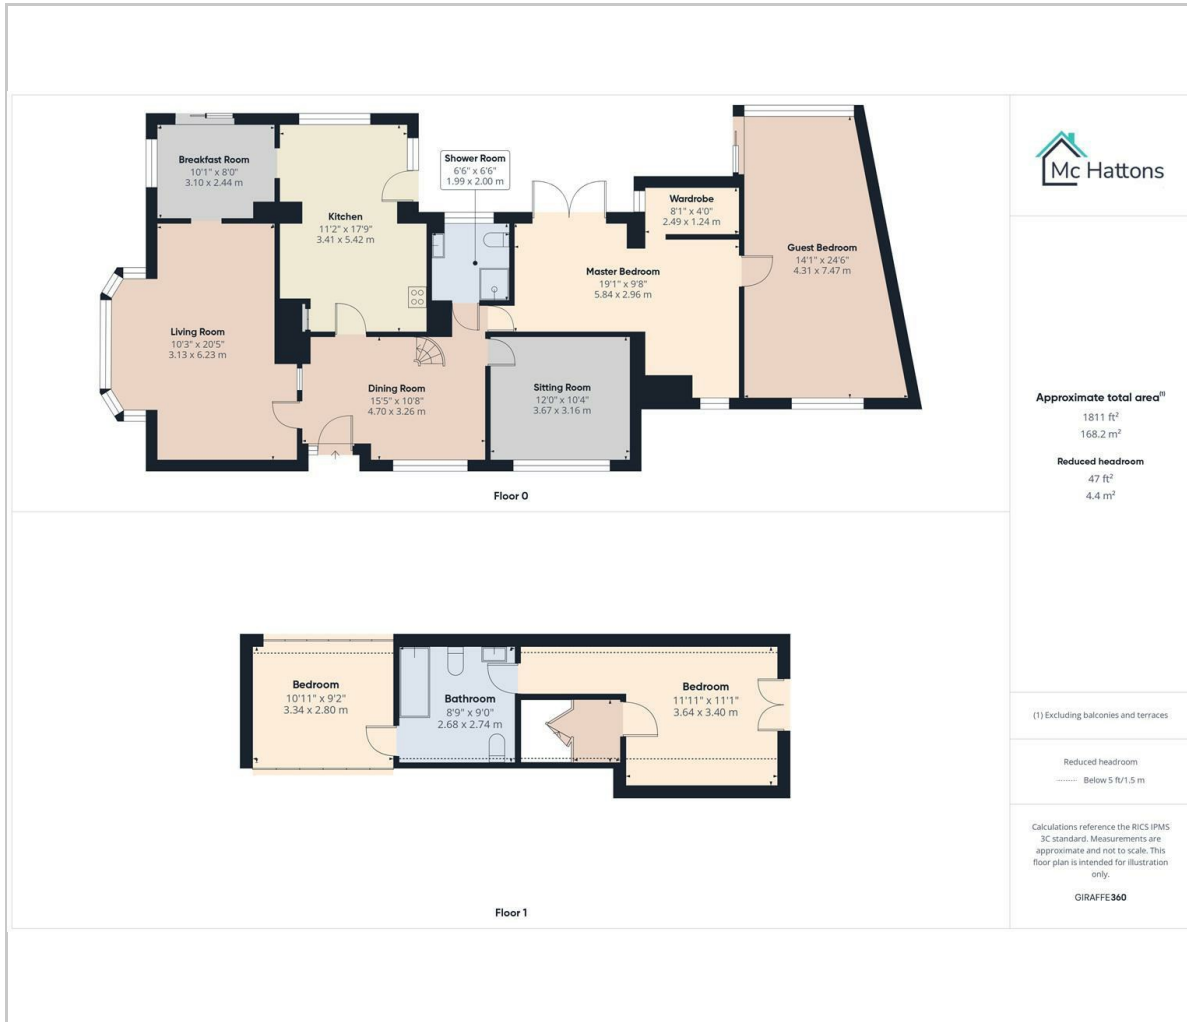 Breakfast Room
10'1" x 8'0"
3.10 x 2.44 m
Kitchen
11'2" x 17'9"
3.41 x 5.42 m
Shower Room
6'6" x 6'6"
1.99 x 2.00 m
Wardrobe
8'1" x 4'0"
2.49 x 1.24 m
Guest Bedroom
14'1" x 24'6"
4.31 x 7.47 m
Master Bedroom
19'1" x 9'8"
5.84 x 2.96 m
Living Room
10'3" x 20'5"
3.13 x 6.23 m
Dining Room
15'5" x 10'8"
4.70 x 3.26 m
Sitting Room
12'0" x 10'4"
3.67 x 3.16 m
Floor 0
Bedroom
10'11" x 9'2"
3.34 x 2.80 m
Bathroom
8'9" x 9'0"
2.68 x 2.74 m
Bedroom
11'11" x 11'1"
3.64 x 3.40 m
Floor 1
Mc Hattons
Approximate total area(1)
1811 ft²
168.2 m²
Reduced headroom
47 ft²
4.4 m²
(1) Excluding balconies and terraces
Reduced headroom
Below 5 ft/1.5 m
Calculations reference the RICS IPMS
3C standard. Measurements are
approximate and not to scale. This
floor plan is intended for illustration
only.
GIRAFFE360